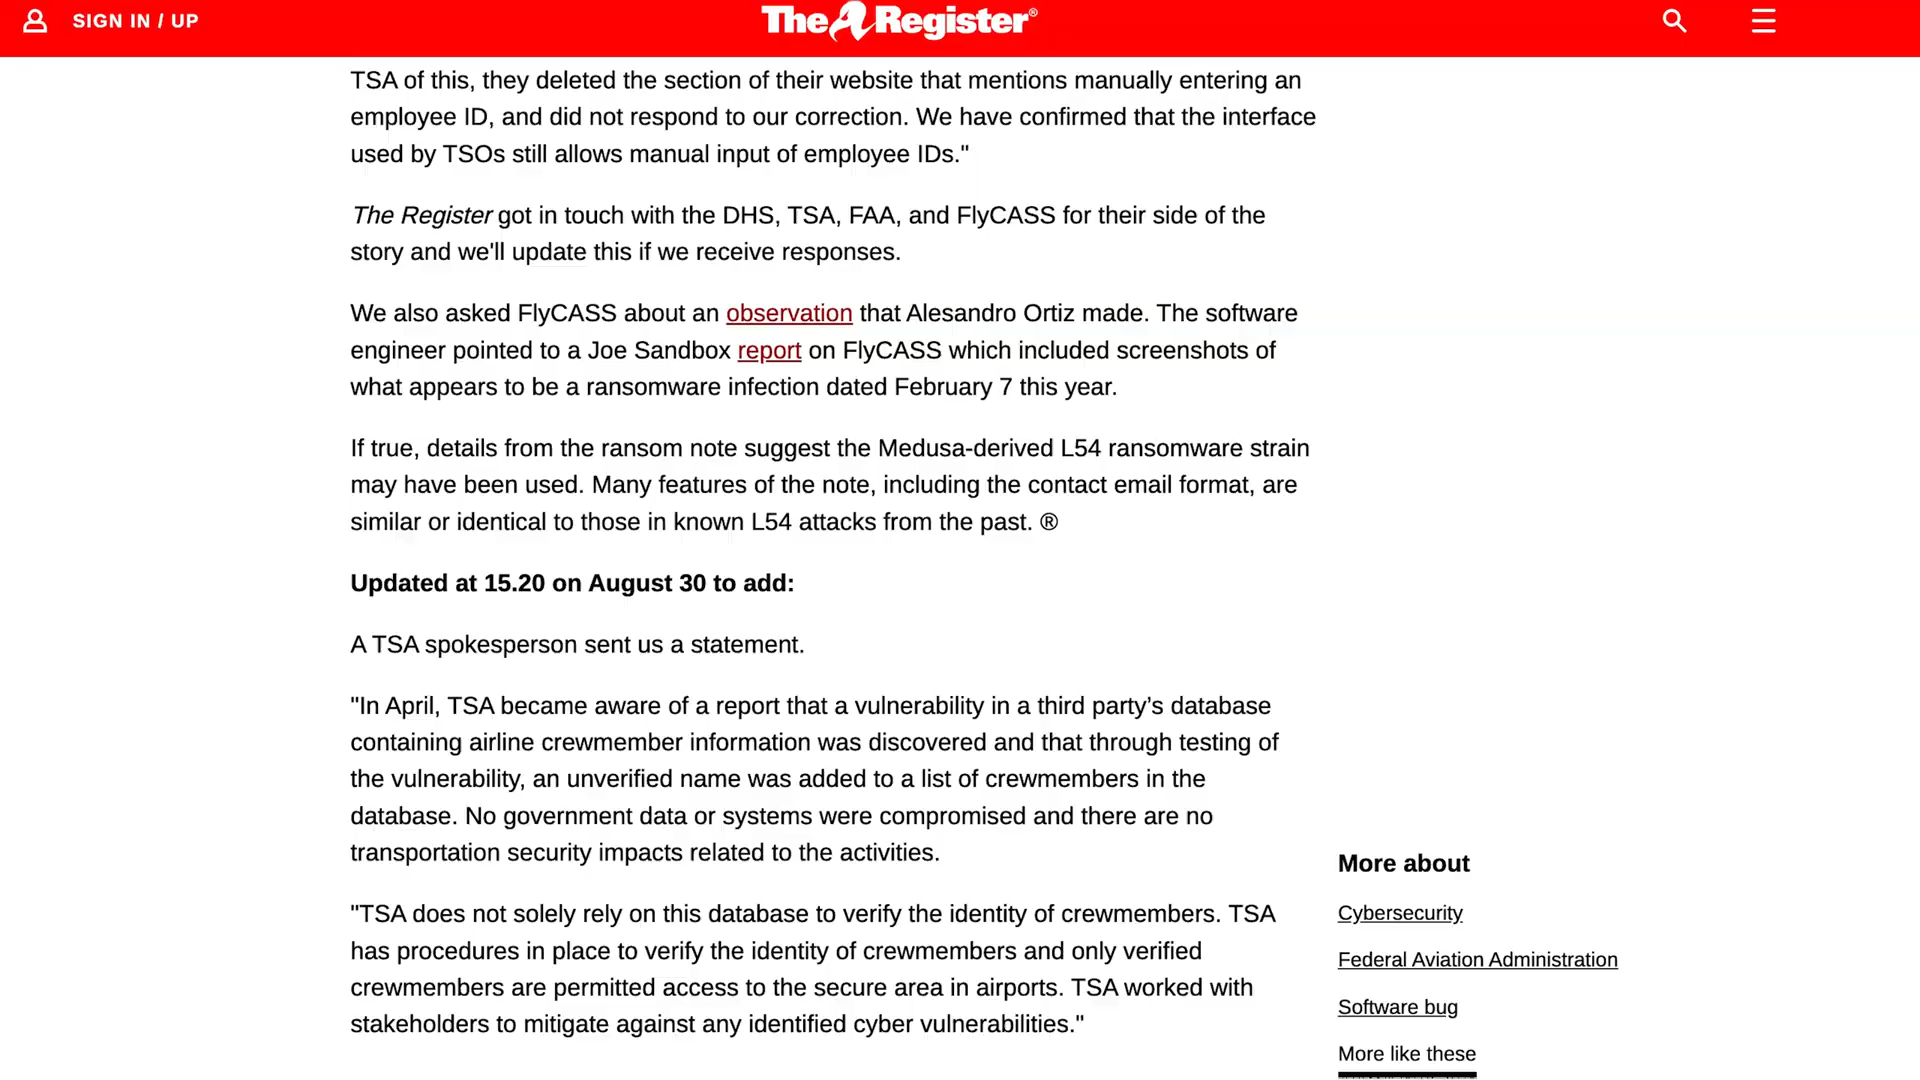 SIGN IN / UP
The Register®
TSA of this, they deleted the section of their website that mentions manually entering an
employee ID, and did not respond to our correction. We have confirmed that the interface
used by TSOs still allows manual input of employee IDs."
The Register got in touch with the DHS, TSA, FAA, and FlyCASS for their side of the
story and we'll update this if we receive responses.
We also asked FlyCASS about an observation that Alesandro Ortiz made. The software
engineer pointed to a Joe Sandbox report on FlyCASS which included screenshots of
what appears to be a ransomware infection dated February 7 this year.
If true, details from the ransom note suggest the Medusa-derived L54 ransomware strain
may have been used. Many features of the note, including the contact email format, are
similar or identical to those in known L54 attacks from the past. ®
Updated at 15.20 on August 30 to add:
A TSA spokesperson sent us a statement.
"In April, TSA became aware of a report that a vulnerability in a third party’s database
containing airline crewmember information was discovered and that through testing of
the vulnerability, an unverified name was added to a list of crewmembers in the
database. No government data or systems were compromised and there are no
transportation security impacts related to the activities.
"TSA does not solely rely on this database to verify the identity of crewmembers. TSA
has procedures in place to verify the identity of crewmembers and only verified
crewmembers are permitted access to the secure area in airports. TSA worked with
stakeholders to mitigate against any identified cyber vulnerabilities."
More about
Cybersecurity
Federal Aviation Administration
Software bug
More like these